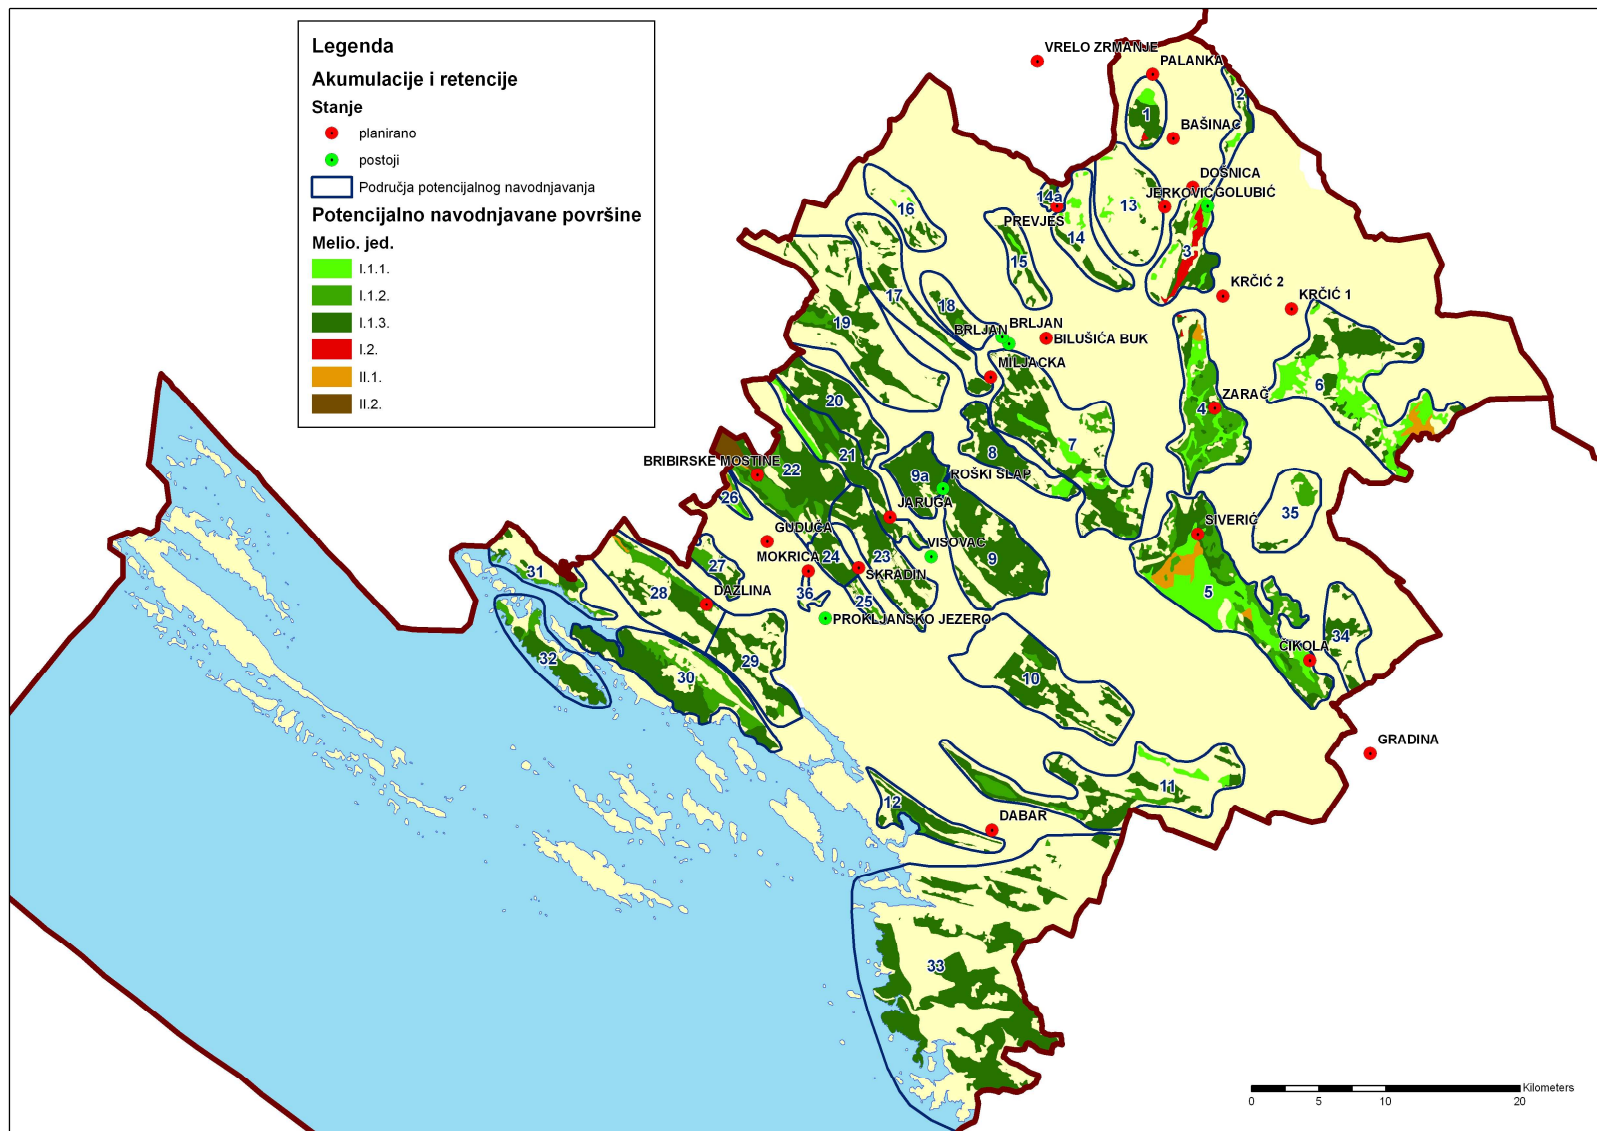 Legenda
Akumulacije i retencije
Stanje
planirano
postoji
Područja potencijalnog navodnjavanja
Potencijalno navodnjavane površine
Melio. jed.
I.1.1.
I.1.2.
I.1.3.
I.2.
II.1.
II.2.
VRELO ZRMANJE
PALANKA
2
1
BAŠINAC
DOŠNICA
14a
JERKOVIĆ
GOLUBIĆ
16
13
PREVJES
14
3
15
KRČIĆ 2
17
KRČIĆ 1
18
19
BRLJAN
BRLJAN
BILUŠIĆA BUK
MILJACKA
6
20
4
ZARAČ
7
21
8
BRIBIRSKE MOSTINE
22
9a
ROŠKI SLAP
26
JARUGA
35
SIVERIĆ
GUDUČA
VISOVAC
MOKRICA
24
23
9
27
ŠKRADIN
31
28
DAZLINA
36
25
5
PROKLJANSKO JEZERO
34
ČIKOLA
32
29
30
10
GRADINA
11
12
DABAR
33
Kilometers
0
5
10
20